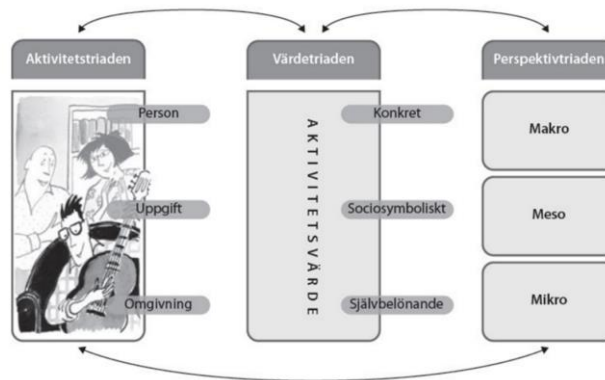 Aktivitetstriaden
Värdetriaden
Perspektivtriaden
Person
Uppgift
Omgivning
AKTIVITETSVÄRDE
Konkret
Sociosymboliskt
Självbelönande
Makro
Meso
Mikro